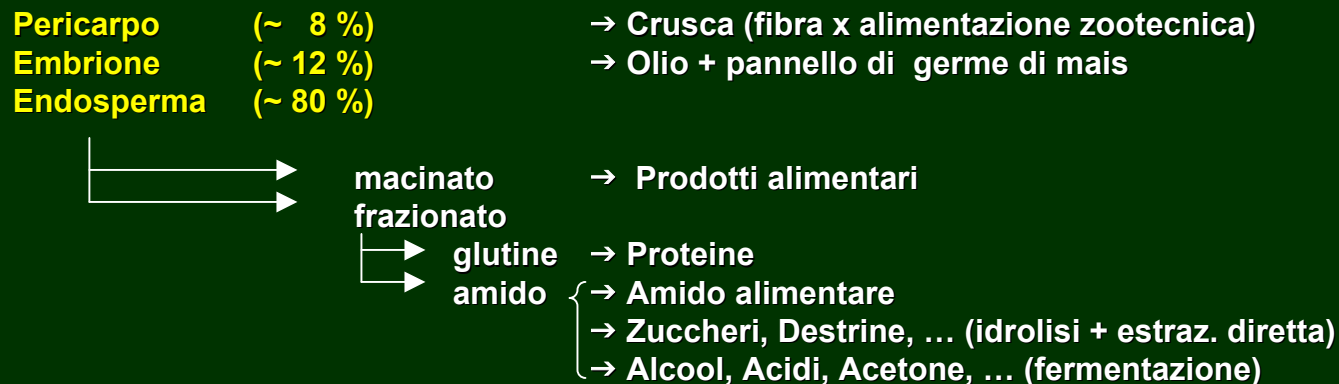 Pericarpo (~ 8 %) → Crusca (fibra x alimentazione zootecnica)
Embrione (~ 12 %) → Olio + pannello di germe di mais
Endosperma (~ 80 %)
macinato → Prodotti alimentari
frazionato
glutine → Proteine
amido → Amido alimentare
→ Zuccheri, Destrine, … (idrolisi + estraz. diretta)
→ Alcool, Acidi, Acetone, … (fermentazione)